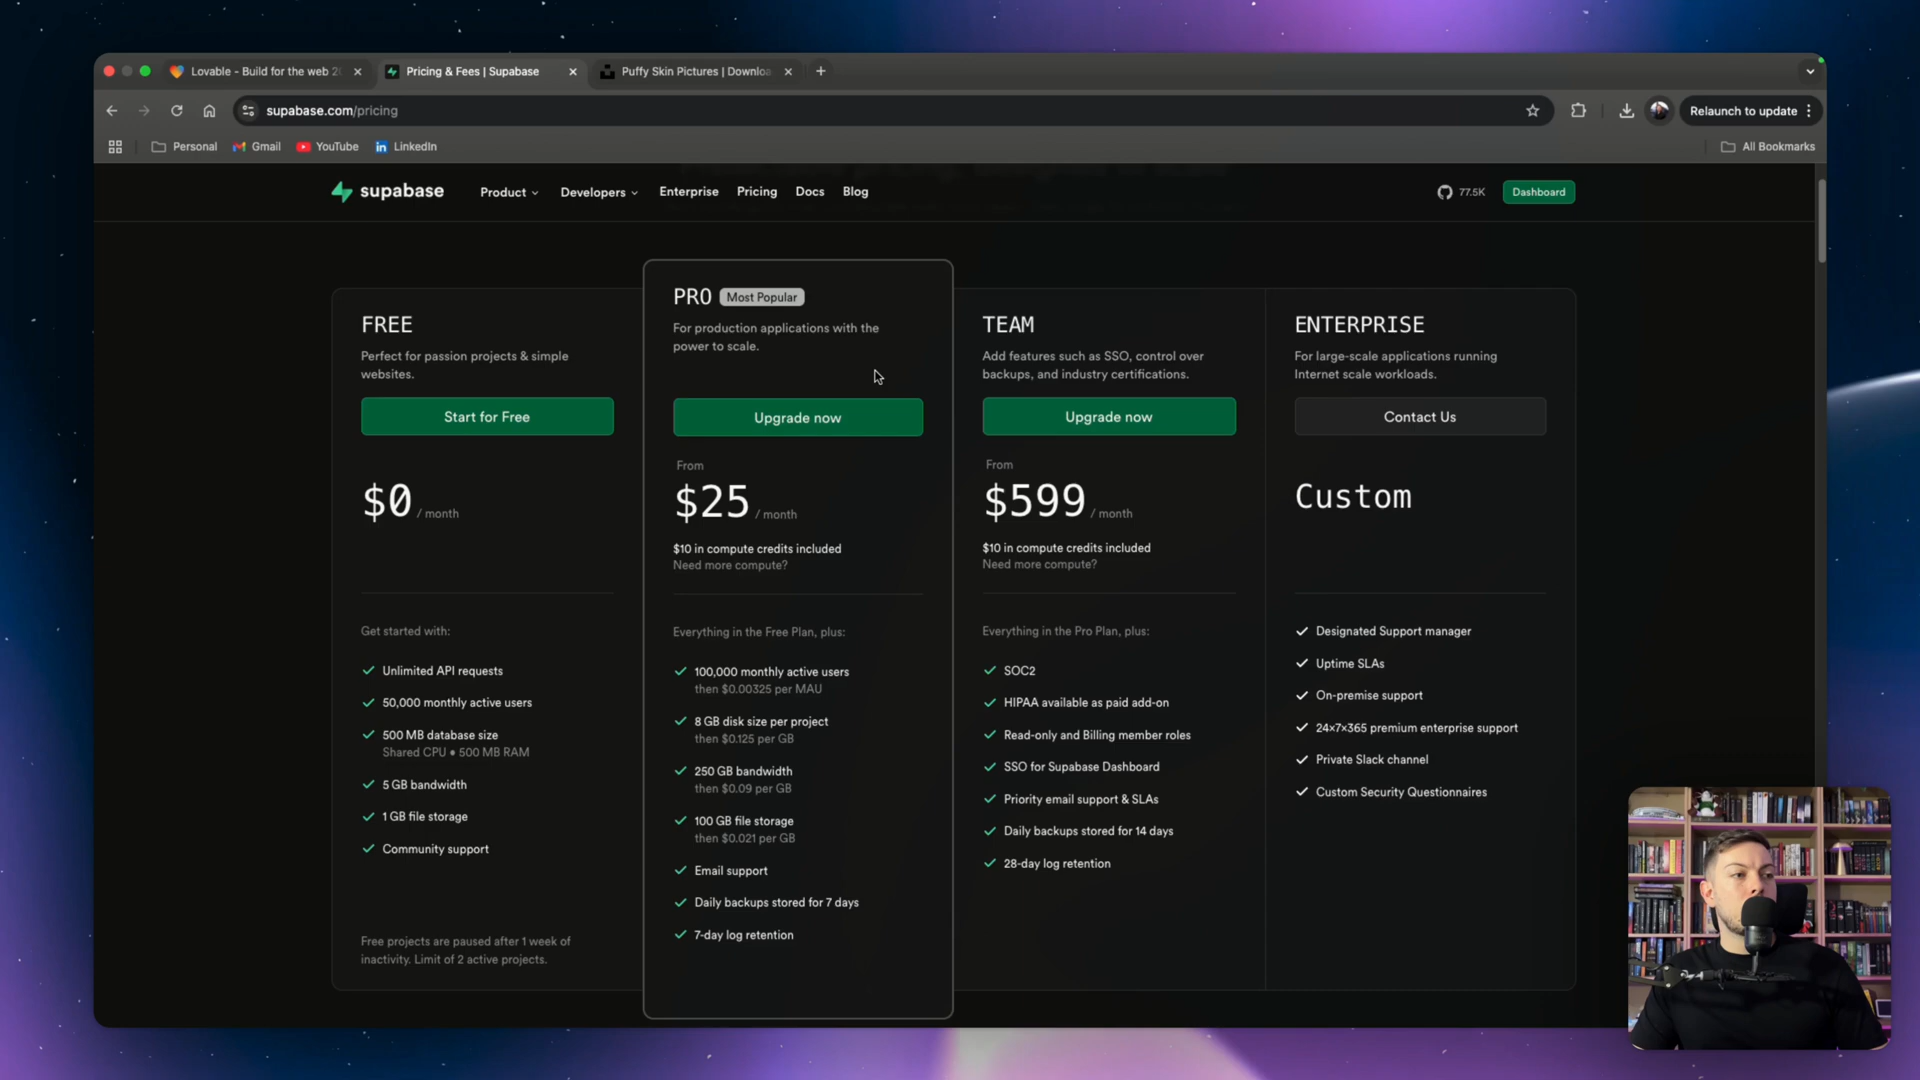 Lovable - Build for the web 2
Pricing & Fees | Supabase
Puffy Skin Pictures | Downloa
supabase.com/pricing
Relaunch to update
Personal
Gmail
YouTube
LinkedIn
All Bookmarks
supabase
Product
Developers
Enterprise
Pricing
Docs
Blog
77.5K
Dashboard
FREE
Perfect for passion projects & simple
websites.
Start for Free
$0 / month
Get started with:
Unlimited API requests
50,000 monthly active users
500 MB database size
Shared CPU • 500 MB RAM
5 GB bandwidth
1 GB file storage
Community support
Free projects are paused after 1 week of
inactivity. Limit of 2 active projects.
PRO Most Popular
For production applications with the
power to scale.
Upgrade now
From
$25 / month
$10 in compute credits included
Need more compute?
Everything in the Free Plan, plus:
100,000 monthly active users
then $0.00325 per MAU
8 GB disk size per project
then $0.125 per GB
250 GB bandwidth
then $0.09 per GB
100 GB file storage
then $0.021 per GB
Email support
Daily backups stored for 7 days
7-day log retention
TEAM
Add features such as SSO, control over
backups, and industry certifications.
Upgrade now
From
$599 / month
$10 in compute credits included
Need more compute?
Everything in the Pro Plan, plus:
SOC2
HIPAA available as paid add-on
Read-only and Billing member roles
SSO for Supabase Dashboard
Priority email support & SLAs
Daily backups stored for 14 days
28-day log retention
ENTERPRISE
For large-scale applications running
Internet scale workloads.
Contact Us
Custom
Designated Support manager
Uptime SLAs
On-premise support
24×7×365 premium enterprise support
Private Slack channel
Custom Security Questionnaires